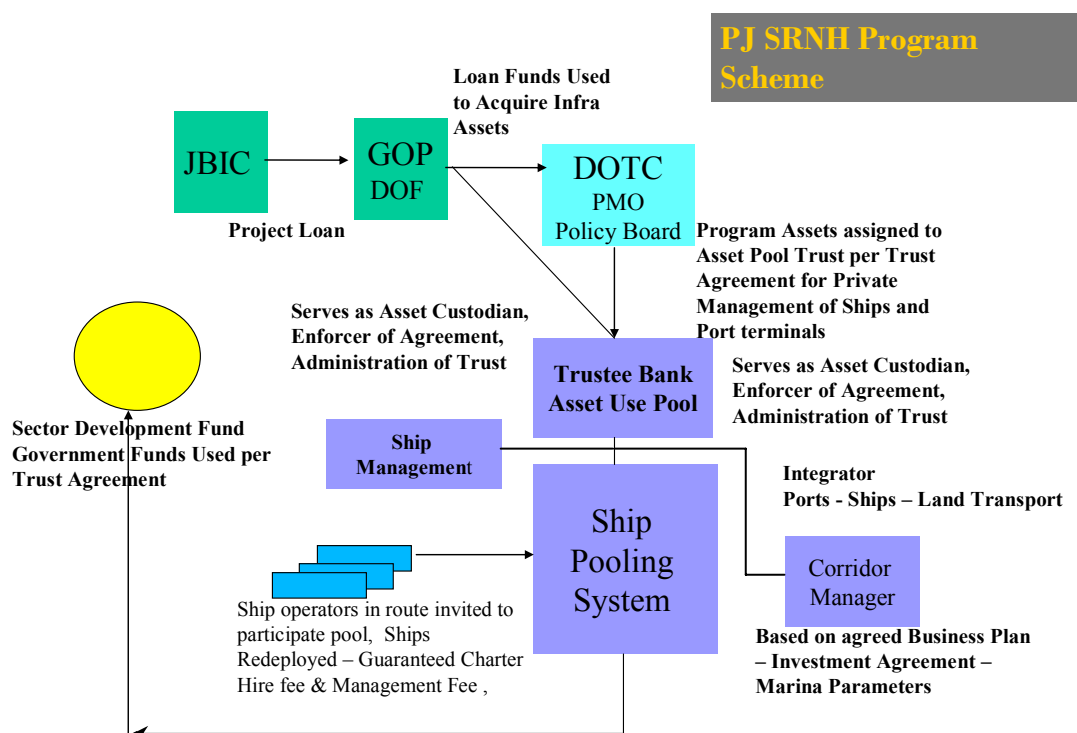 PJ SRNH Program
Scheme
Loan Funds Used
to Acquire Infra
Assets
JBIC
GOP
DOF
DOTC
PMO
Policy Board
Project Loan
Program Assets assigned to
Asset Pool Trust per Trust
Agreement for Private
Management of Ships and
Port terminals
Serves as Asset Custodian,
Enforcer of Agreement,
Administration of Trust
Trustee Bank
Asset Use Pool
Serves as Asset Custodian,
Enforcer of Agreement,
Administration of Trust
Sector Development Fund
Government Funds Used per
Trust Agreement
Ship
Management
Integrator
Ports - Ships – Land Transport
Ship
Pooling
System
Corridor
Manager
Ship operators in route invited to
participate pool, Ships
Redeployed – Guaranteed Charter
Hire fee & Management Fee ,
Based on agreed Business Plan
– Investment Agreement –
Marina Parameters